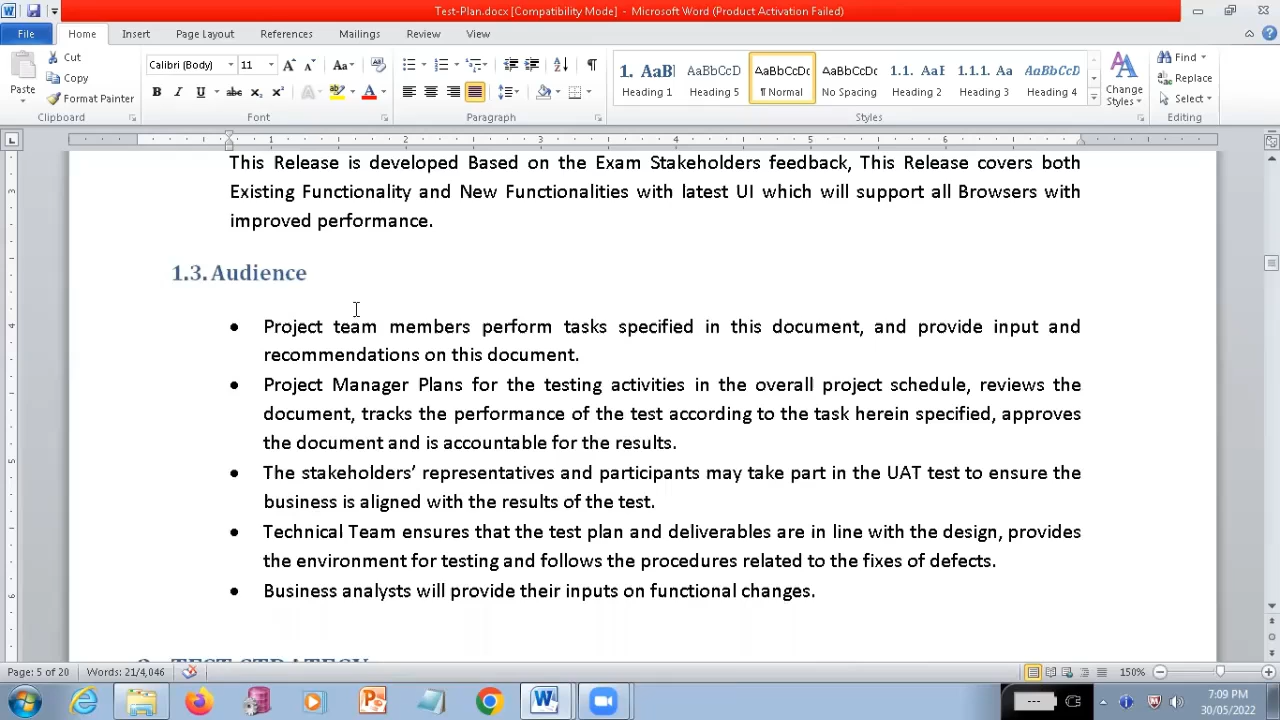 Test-Plan.docx [Compatibility Mode] - Microsoft Word (Product Activation Failed)
File Home Insert Page Layout References Mailings Review View
Paste
Cut
Copy
Format Painter
Clipboard
Calibri (Body) 11
Font
Paragraph
1. AaBl AaBbCcD AaBbCcDc AaBbCcDc 1.1. AaE 1.1.1. Aa AaBbCcD
Heading 1 Heading 5 ¶ Normal No Spacing Heading 2 Heading 3 Heading 4
Change
Styles
Styles
Find
Replace
Select
Editing
This Release is developed Based on the Exam Stakeholders feedback, This Release covers both
Existing Functionality and New Functionalities with latest UI which will support all Browsers with
improved performance.
1.3. Audience
• Project team members perform tasks specified in this document, and provide input and
recommendations on this document.
• Project Manager Plans for the testing activities in the overall project schedule, reviews the
document, tracks the performance of the test according to the task herein specified, approves
the document and is accountable for the results.
• The stakeholders’ representatives and participants may take part in the UAT test to ensure the
business is aligned with the results of the test.
• Technical Team ensures that the test plan and deliverables are in line with the design, provides
the environment for testing and follows the procedures related to the fixes of defects.
• Business analysts will provide their inputs on functional changes.
2. TEST STRATEGY
Page: 5 of 20 Words: 21/4,046 150%
7:09 PM
30/05/2022